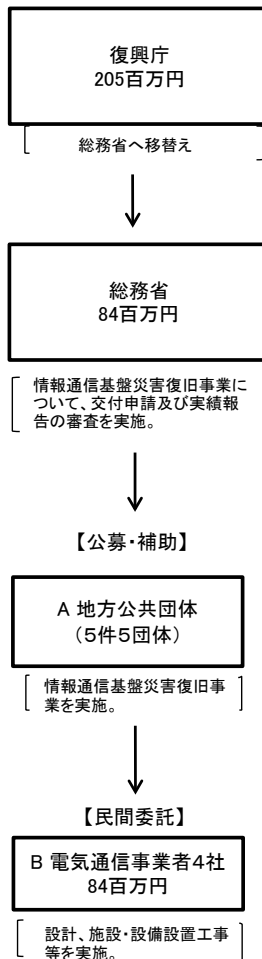 復興庁
205百万円
総務省へ移替え
総務省
84百万円
情報通信基盤災害復旧事業に
ついて、交付申請及び実績報
告の審査を実施。
【公募・補助】
A 地方公共団体
(5件5団体)
情報通信基盤災害復旧事
業を実施。
【民間委託】
B 電気通信事業者4社
84百万円
設計、施設・設備設置工事
等を実施。